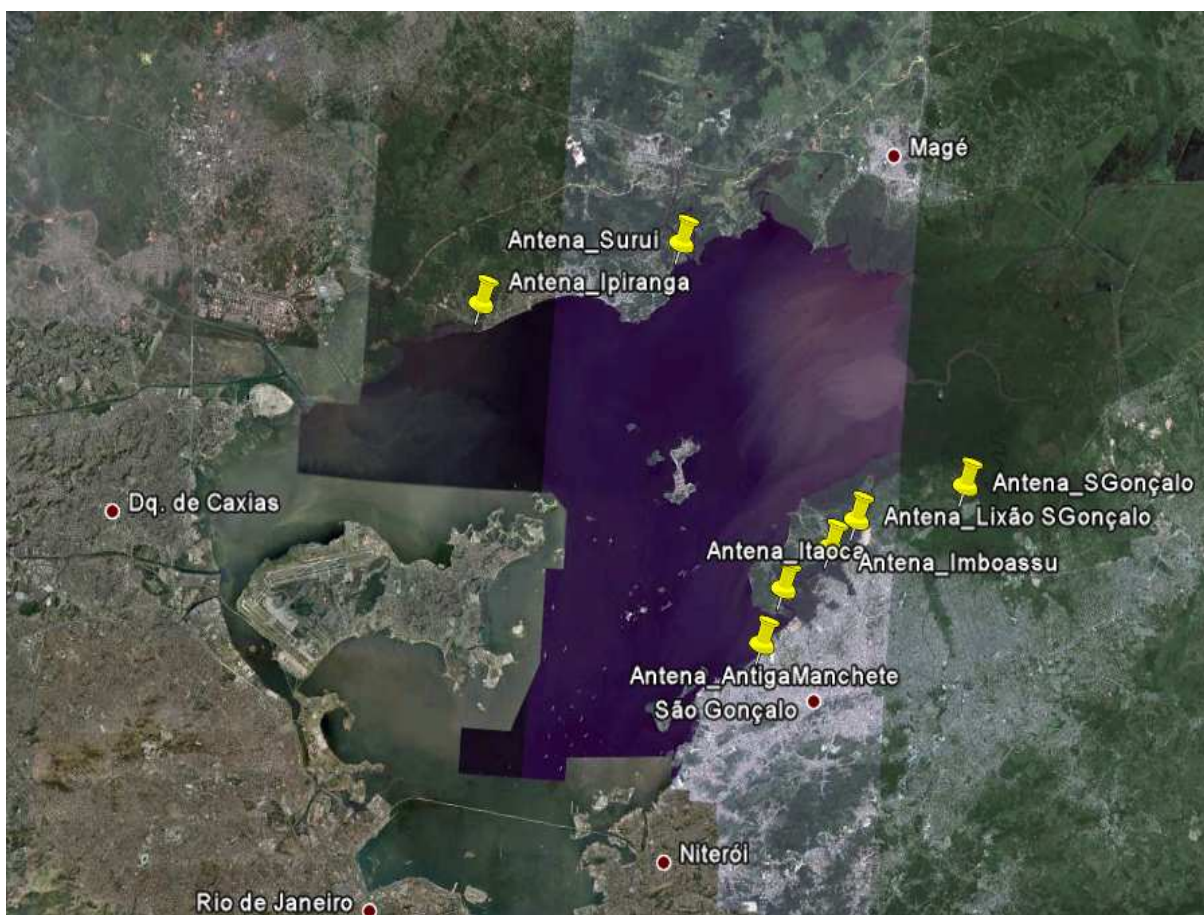 Magé
Antena_Surui
Antena_Ipiranga
Antena_SGonçalo
Dq. de Caxias
Antena_Lixão SGonçalo
Antena_Itaoca
Antena_Imboassu
Antena_AntigaManchete
São Gonçalo
Niterói
Rio de Janeiro